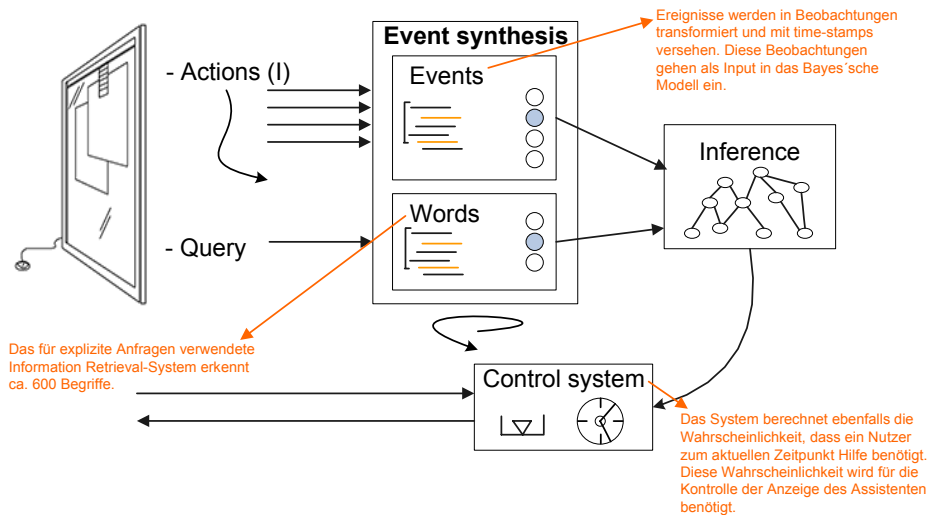 Event synthesis
Ereignisse werden in Beobachtungen
transformiert und mit time-stamps
versehen. Diese Beobachtungen
gehen als Input in das Bayes´sche
Modell ein.
- Actions (I)
Events
Inference
Words
- Query
Das für explizite Anfragen verwendete
Information Retrieval-System erkennt
ca. 600 Begriffe.
Control system
Das System berechnet ebenfalls die
Wahrscheinlichkeit, dass ein Nutzer
zum aktuellen Zeitpunkt Hilfe benötigt.
Diese Wahrscheinlichkeit wird für die
Kontrolle der Anzeige des Assistenten
benötigt.